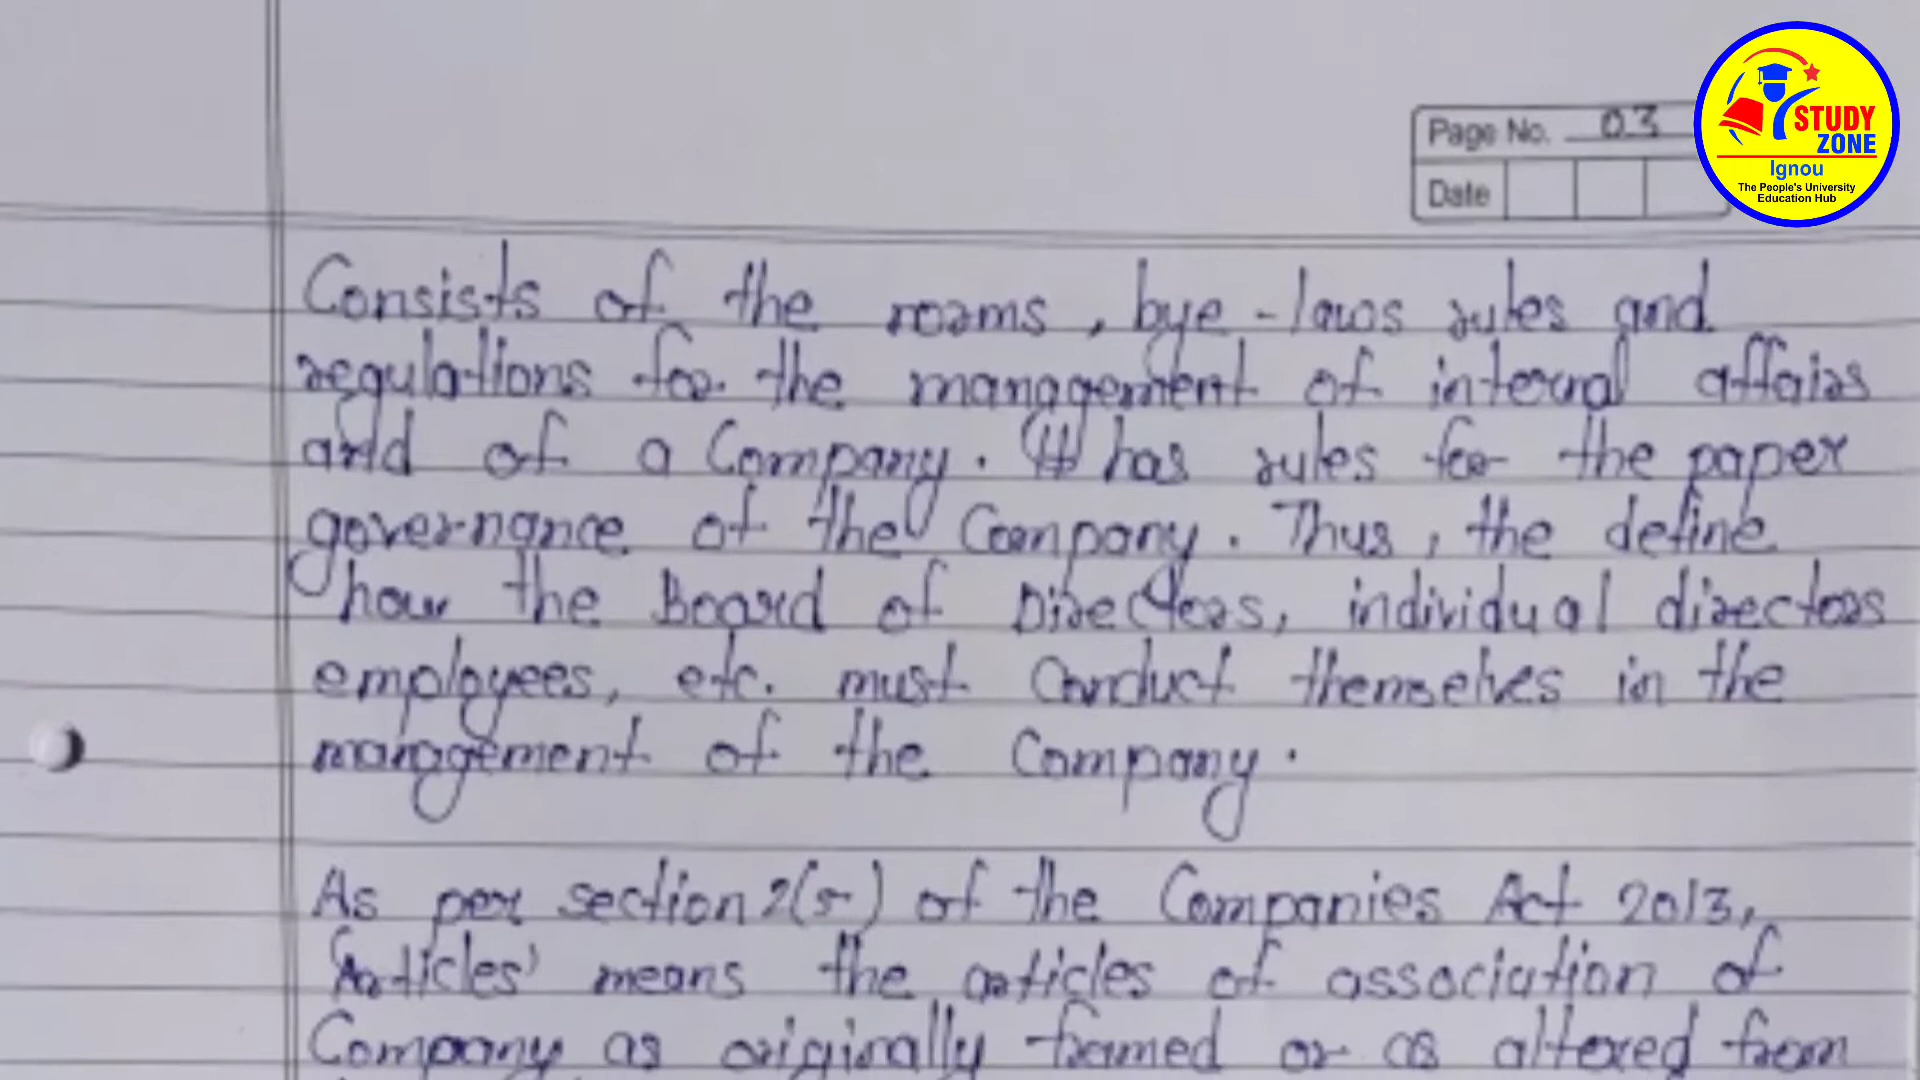 Page No. 03
Date
STUDY
ZONE
Ignou
The People's University
Education Hub
Consists of the norms, bye-laws rules and
regulations for the management of internal affairs
and of a Company. It has rules for the paper
governance of the Company. Thus, the define
how the Board of Directors, individual directors
employees, etc. must Conduct themselves in the
management of the Company.
As per section 2(5) of the Companies Act 2013,
'Articles' means the articles of association of
Company as originally framed or as altered from